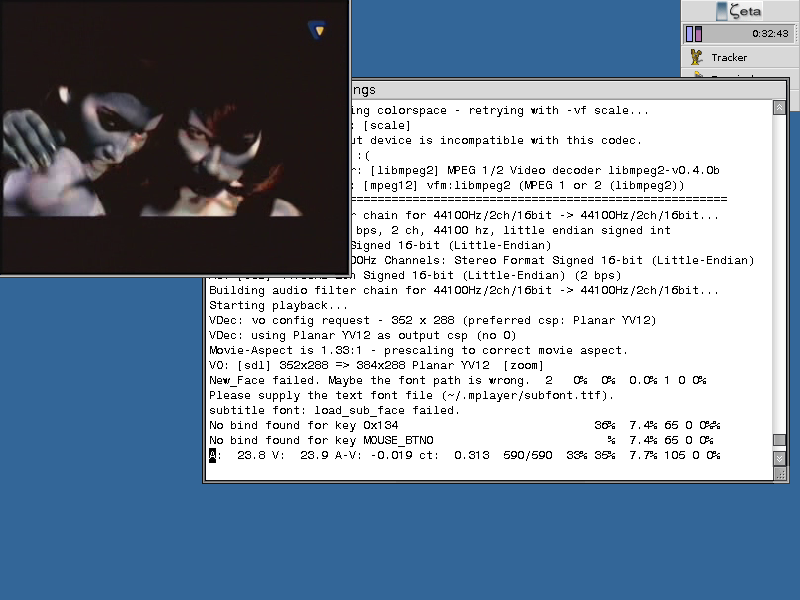 ζeta
0:32:43
Tracker
ngs
ing colorspace - retrying with -vf scale...
: [scale]
ut device is incompatible with this codec.
:(
r: [libmpeg2] MPEG 1/2 Video decoder libmpeg2-v0.4.0b
: [mpeg12] vfm:libmpeg2 (MPEG 1 or 2 (libmpeg2))
=====================================================
r chain for 44100Hz/2ch/16bit -> 44100Hz/2ch/16bit...
bps, 2 ch, 44100 hz, little endian signed int
Signed 16-bit (Little-Endian)
00Hz Channels: Stereo Format Signed 16-bit (Little-Endian)
Signed 16-bit (Little-Endian) (2 bps)
Building audio filter chain for 44100Hz/2ch/16bit -> 44100Hz/2ch/16bit...
Starting playback...
VDec: vo config request - 352 x 288 (preferred csp: Planar YV12)
VDec: using Planar YV12 as output csp (no 0)
Movie-Aspect is 1.33:1 - prescaling to correct movie aspect.
VO: [sdl] 352x288 => 384x288 Planar YV12  [zoom]
New_Face failed. Maybe the font path is wrong.  2   0%  0%  0.0% 1 0 0%
Please supply the text font file (~/.mplayer/subfont.ttf).
subtitle font: load_sub_face failed.
No bind found for key 0x134                            36%  7.4% 65 0 0%%
No bind found for key MOUSE_BTN0                         %  7.4% 65 0 0%
A:  23.8 V:  23.9 A-V: -0.019 ct:  0.313  590/590  33% 35%  7.7% 105 0 0%